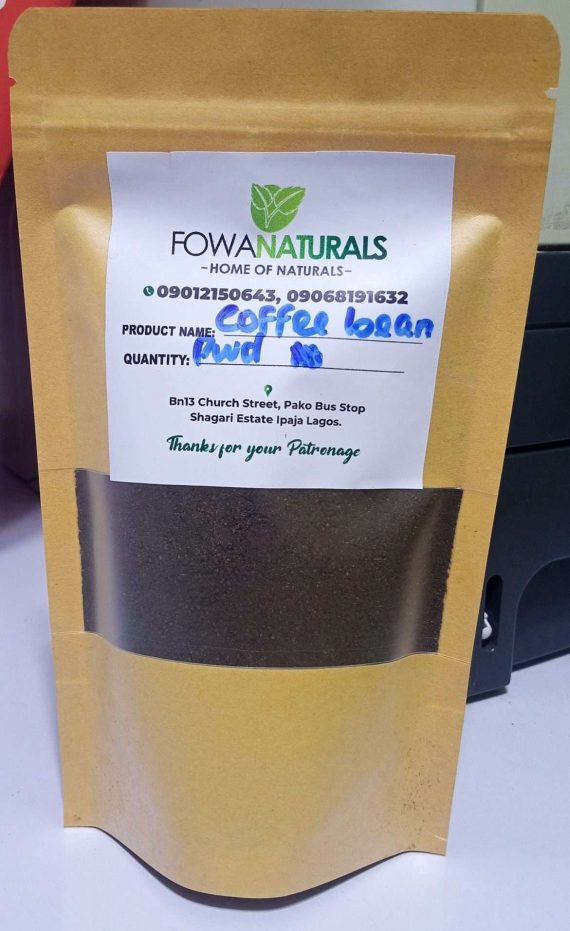 FOWANATURALS
-HOME OF NATURALS-
09012150643, 09068191632
PRODUCT NAME: Coffee bean
QUANTITY: Pwd
Bn13 Church Street, Pako Bus Stop
Shagari Estate Ipaja Lagos.
Thanks for your Patronage